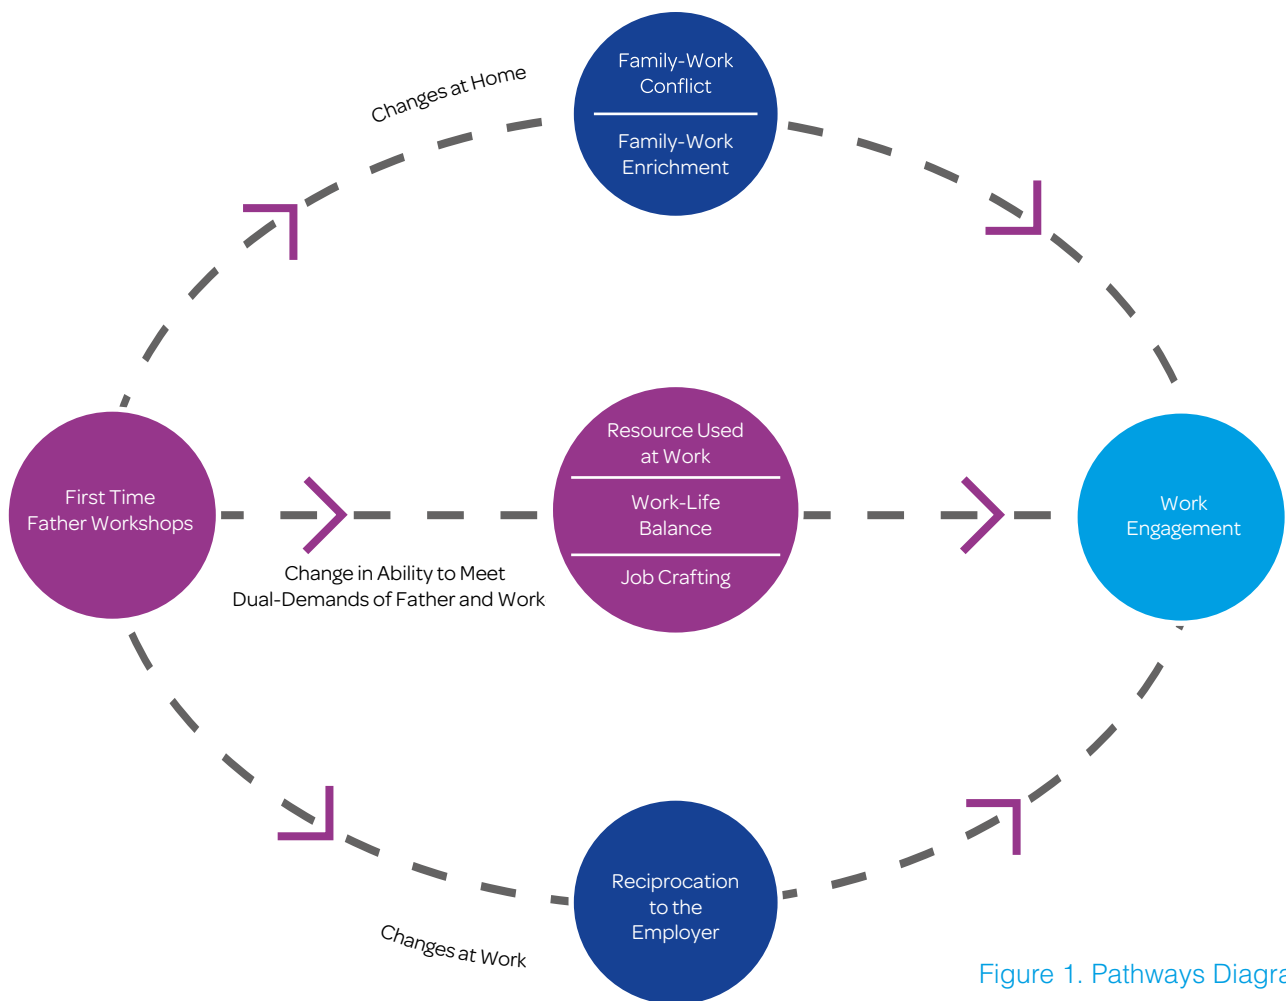 Changes at Home
Family-Work
Conflict
Family-Work
Enrichment
First Time
Father Workshops
Change in Ability to Meet
Dual-Demands of Father and Work
Resource Used
at Work
Work-Life
Balance
Job Crafting
Work
Engagement
Changes at Work
Reciprocation
to the
Employer
Figure 1. Pathways